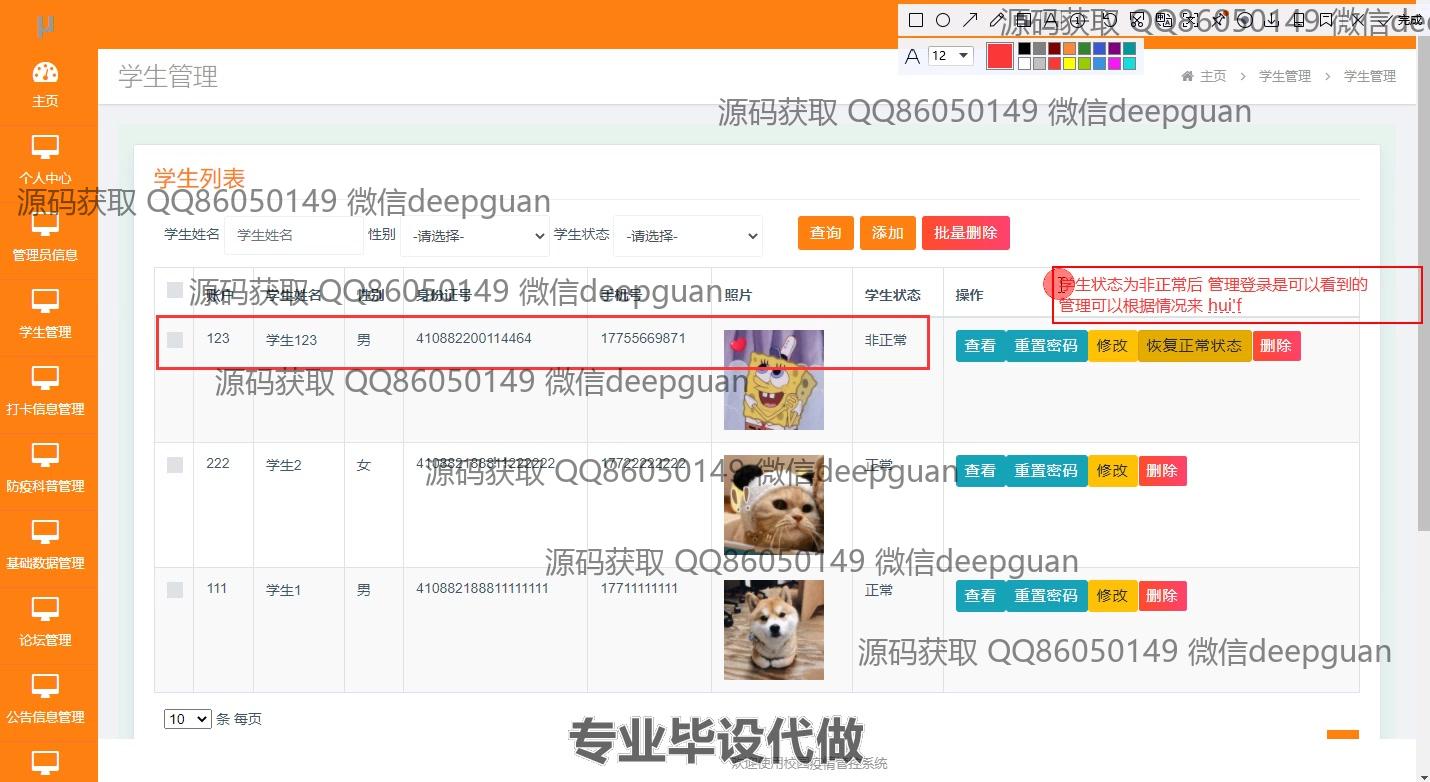 μ
12
完成
源码获取 QQ86050149 微信deepguan
主页
学生管理
主页 > 学生管理 > 学生管理
源码获取 QQ86050149 微信deepguan
个人中心
学生列表
源码获取 QQ86050149 微信deepguan
管理员信息
学生姓名 学生姓名 性别 -请选择- 学生状态 -请选择- 查询 添加 批量删除
源码获取 QQ86050149 微信deepguan
学生状态为非正常后 管理登录是可以看到的
管理可以根据情况来 hui'f
账户 学生姓名 性别 身份证号 手机号 照片 学生状态 操作
学生管理
123 学生123 男 410882200114464 17755669871 非正常 查看 重置密码 修改 恢复正常状态 删除
源码获取 QQ86050149 微信deepguan
打卡信息管理
222 学生2 女 410882188811222222 17722222222 正常 查看 重置密码 修改 删除
源码获取 QQ86050149 微信deepguan
防疫科普管理
源码获取 QQ86050149 微信deepguan
基础数据管理
111 学生1 男 410882188811111111 17711111111 正常 查看 重置密码 修改 删除
论坛管理
源码获取 QQ86050149 微信deepguan
公告信息管理
10 条 每页
专业毕设代做
欢迎使用校园疫情管控系统